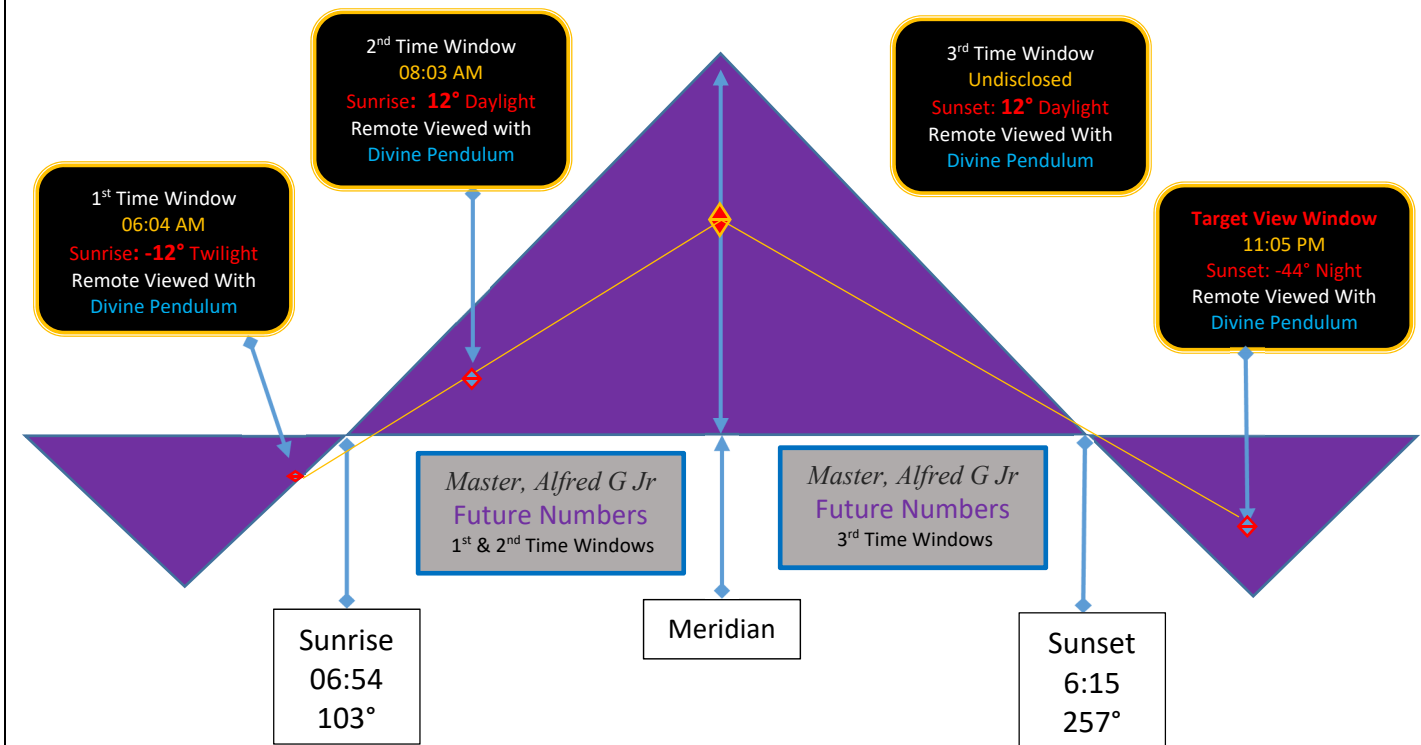 1st Time Window
06:04 AM
Sunrise: -12° Twilight
Remote Viewed With
Divine Pendulum
2nd Time Window
08:03 AM
Sunrise: 12° Daylight
Remote Viewed with
Divine Pendulum
3rd Time Window
Undisclosed
Sunset: 12° Daylight
Remote Viewed With
Divine Pendulum
Target View Window
11:05 PM
Sunset: -44° Night
Remote Viewed With
Divine Pendulum
Master, Alfred G Jr
Future Numbers
1st & 2nd Time Windows
Master, Alfred G Jr
Future Numbers
3rd Time Windows
Sunrise
06:54
103°
Meridian
Sunset
6:15
257°